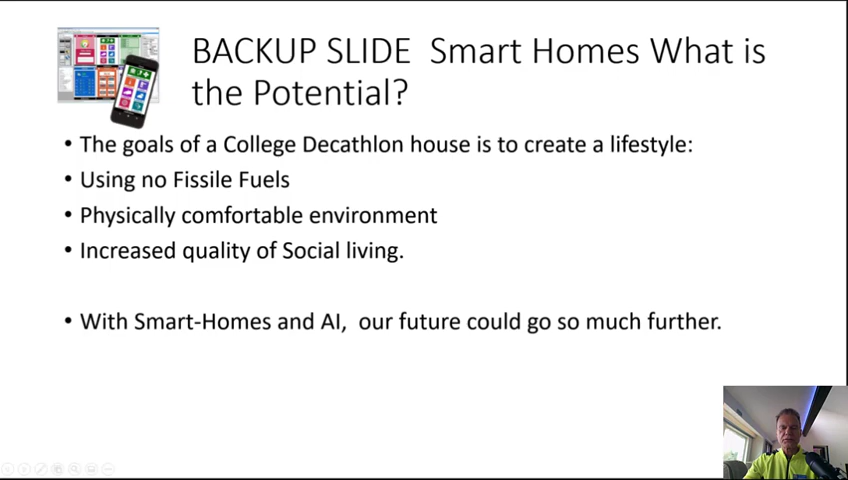 BACKUP SLIDE  Smart Homes What is
the Potential?
• The goals of a College Decathlon house is to create a lifestyle:
• Using no Fissile Fuels
• Physically comfortable environment
• Increased quality of Social living.
• With Smart-Homes and AI,  our future could go so much further.